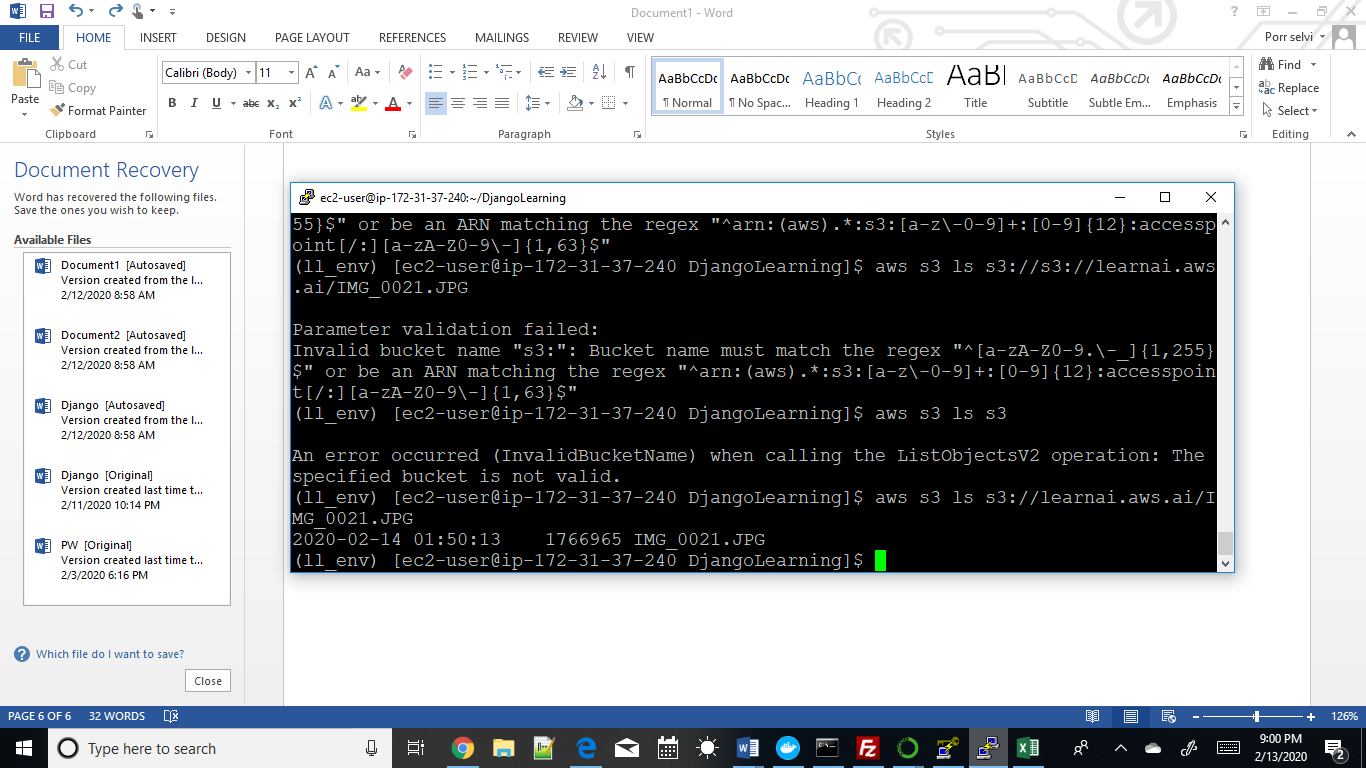 Document1 - Word
?
FILE HOME INSERT DESIGN PAGE LAYOUT REFERENCES MAILINGS REVIEW VIEW Porr selvi
Paste
Cut
Copy
Format Painter
Calibri (Body) 11
AaBbCcDc AaBbCcDc AaBbCc AaBbCcD AaBl AaBbCcD AaBbCcDc AaBbCcDc
¶ Normal ¶ No Spac... Heading 1 Heading 2 Title Subtitle Subtle Em... Emphasis
Find
Replace
Select
Clipboard Font Paragraph Styles Editing
Document Recovery
Word has recovered the following files.
Save the ones you wish to keep.
Available Files
Document1 [Autosaved]
Version created from the l...
2/12/2020 8:58 AM
Document2 [Autosaved]
Version created from the l...
2/12/2020 8:58 AM
Django [Autosaved]
Version created from the l...
2/12/2020 8:58 AM
Django [Original]
Version created last time t...
2/11/2020 10:14 PM
PW [Original]
Version created last time t...
2/3/2020 6:16 PM
Which file do I want to save?
Close
ec2-user@ip-172-31-37-240:~/DjangoLearning
55}$" or be an ARN matching the regex "^arn:(aws).*:s3:[a-z\-0-9]+:[0-9]{12}:accessp
oint[/:][a-zA-Z0-9\-]{1,63}$"
(ll_env) [ec2-user@ip-172-31-37-240 DjangoLearning]$ aws s3 ls s3://s3://learnai.aws
.ai/IMG_0021.JPG
Parameter validation failed:
Invalid bucket name "s3:": Bucket name must match the regex "^[a-zA-Z0-9.\-_]{1,255}
$" or be an ARN matching the regex "^arn:(aws).*:s3:[a-z\-0-9]+:[0-9]{12}:accesspoin
t[/:][a-zA-Z0-9\-]{1,63}$"
(ll_env) [ec2-user@ip-172-31-37-240 DjangoLearning]$ aws s3 ls s3
An error occurred (InvalidBucketName) when calling the ListObjectsV2 operation: The
specified bucket is not valid.
(ll_env) [ec2-user@ip-172-31-37-240 DjangoLearning]$ aws s3 ls s3://learnai.aws.ai/I
MG_0021.JPG
2020-02-14 01:50:13    1766965 IMG_0021.JPG
(ll_env) [ec2-user@ip-172-31-37-240 DjangoLearning]$
PAGE 6 OF 6 32 WORDS 126%
Type here to search
9:00 PM
2/13/2020
2